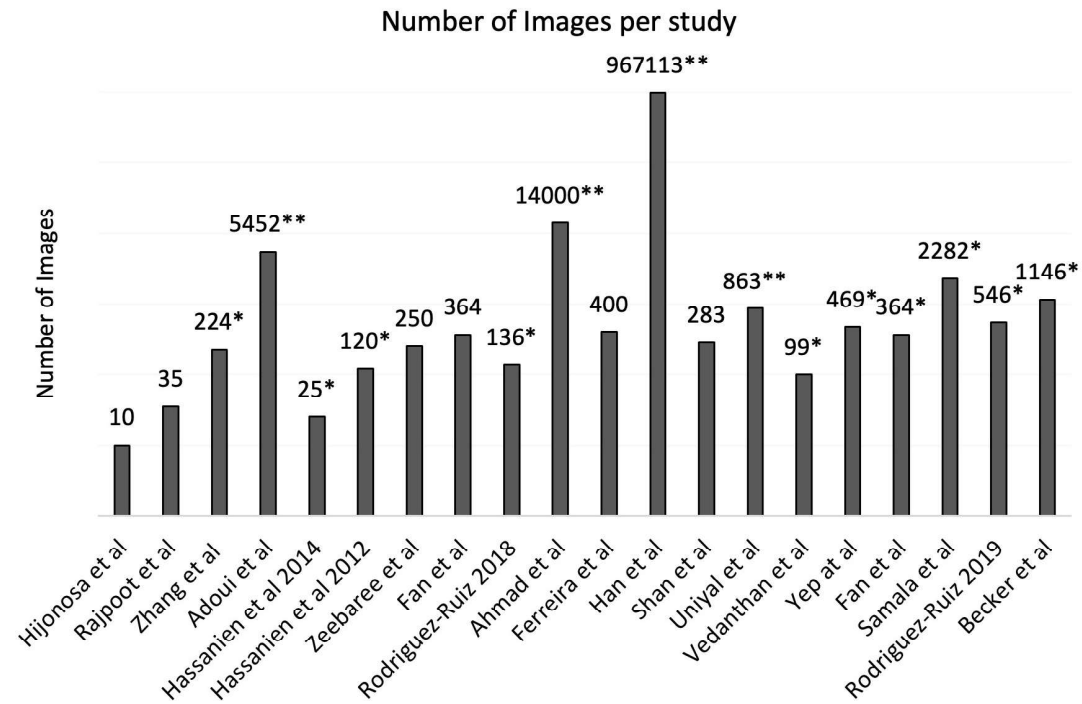 Number of Images per study
Number of Images
10
35
224*
5452**
25*
120*
250
364
136*
14000**
400
967113**
283
863**
99*
469*
364*
2282*
546*
1146*
Hijonosa et al
Rajpoot et al
Zhang et al
Adoui et al
Hassanien et al 2014
Hassanien et al 2012
Zeebaree et al
Fan et al
Rodriguez-Ruiz 2018
Ahmad et al
Ferreira et al
Han et al
Shan et al
Uniyal et al
Vedanthan et al
Yep at al
Fan et al
Samala et al
Rodriguez-Ruiz 2019
Becker et al